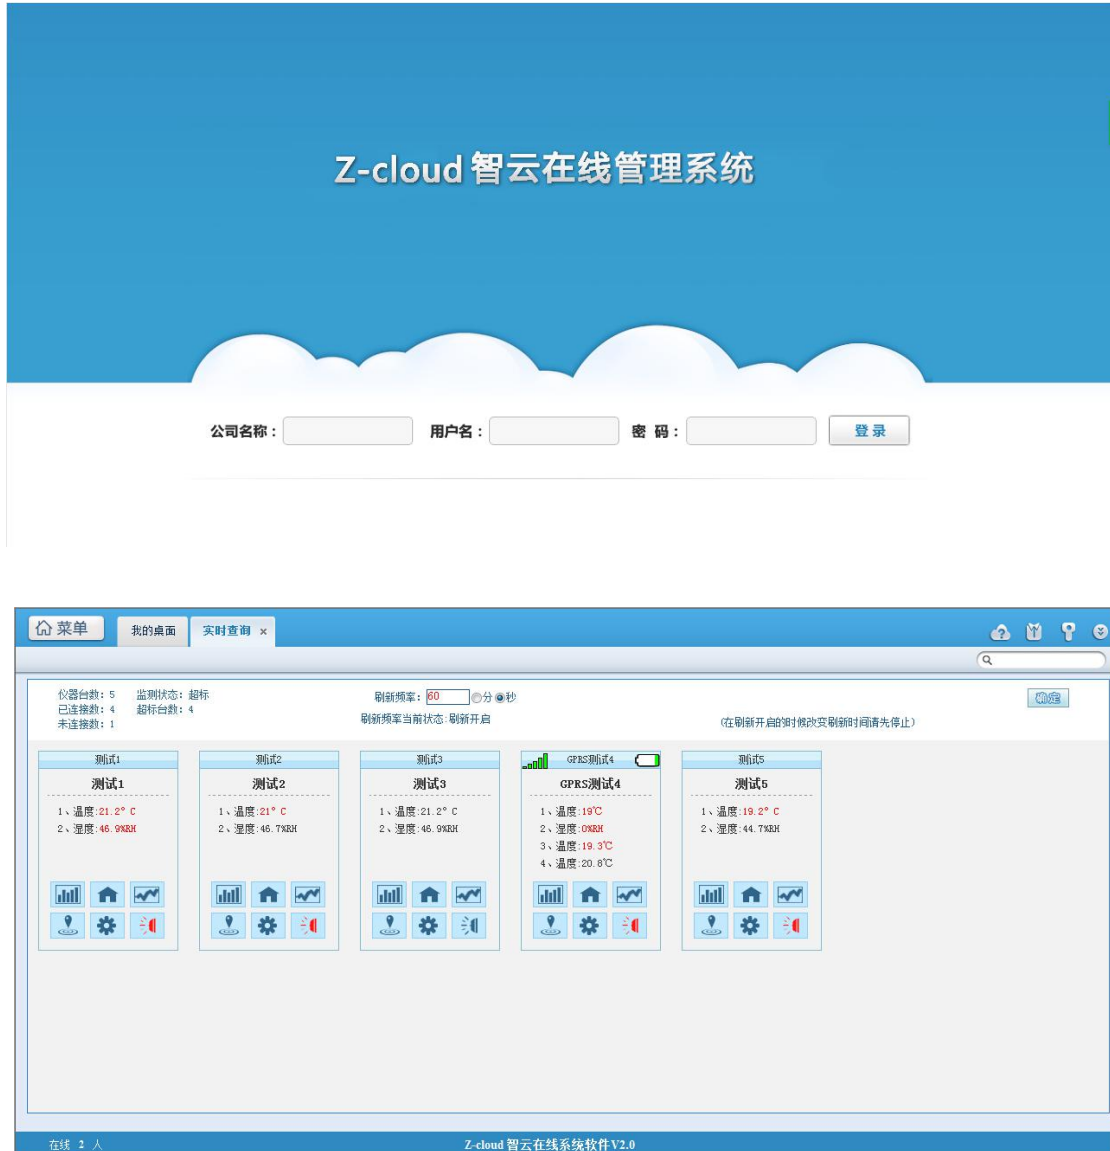 Z-cloud 智云在线管理系统
公司名称： 用户名： 密 码： 登 录
菜单 我的桌面 实时查询 ×
仪器台数：5 监测状态：超标
已连接数：4 超标台数：4
未连接数：1
刷新频率：60 分 秒
确定
刷新频率当前状态:刷新开启 (在刷新开启的时候改变刷新时间请先停止)
测试1
测试1
1、温度:21.2° C
2、湿度:46.9%RH
测试2
测试2
1、温度:21° C
2、湿度:46.7%RH
测试3
测试3
1、温度:21.2° C
2、湿度:46.9%RH
GPRS测试4
GPRS测试4
1、温度:19℃
2、湿度:0%RH
3、温度:19.3℃
4、温度:20.8℃
测试5
测试5
1、温度:19.2° C
2、湿度:44.7%RH
在线 2 人 Z-cloud 智云在线系统软件V2.0